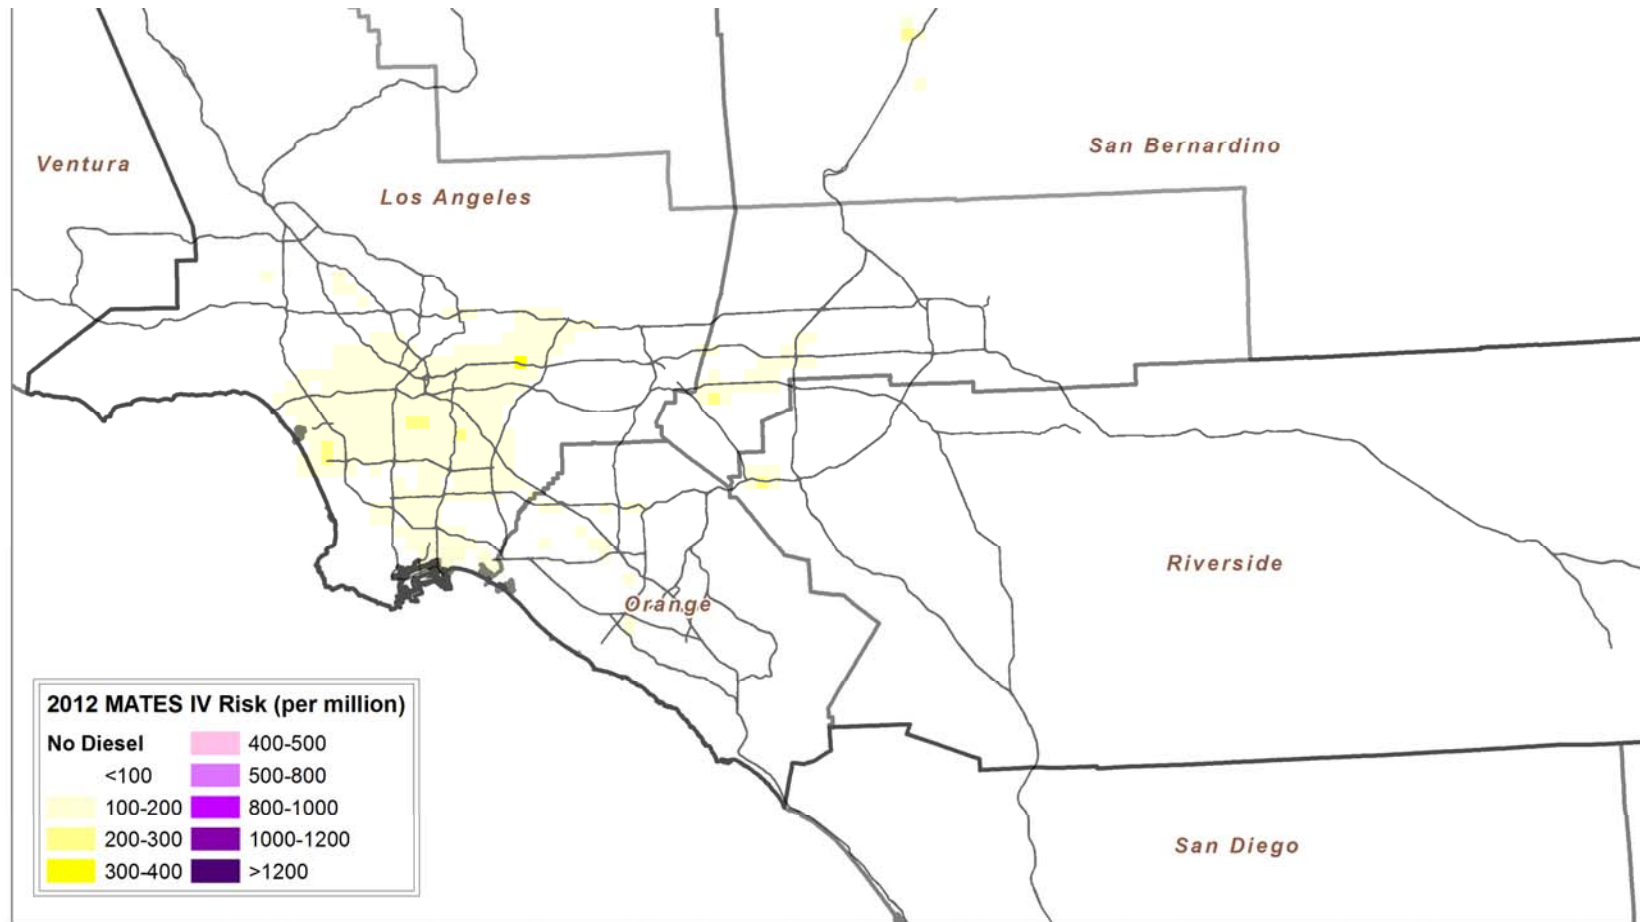 San Bernardino
Ventura
Los Angeles
Riverside
Orange
2012 MATES IV Risk (per million)
No Diesel
400-500
<100
500-800
100-200
800-1000
200-300
1000-1200
300-400
>1200
San Diego